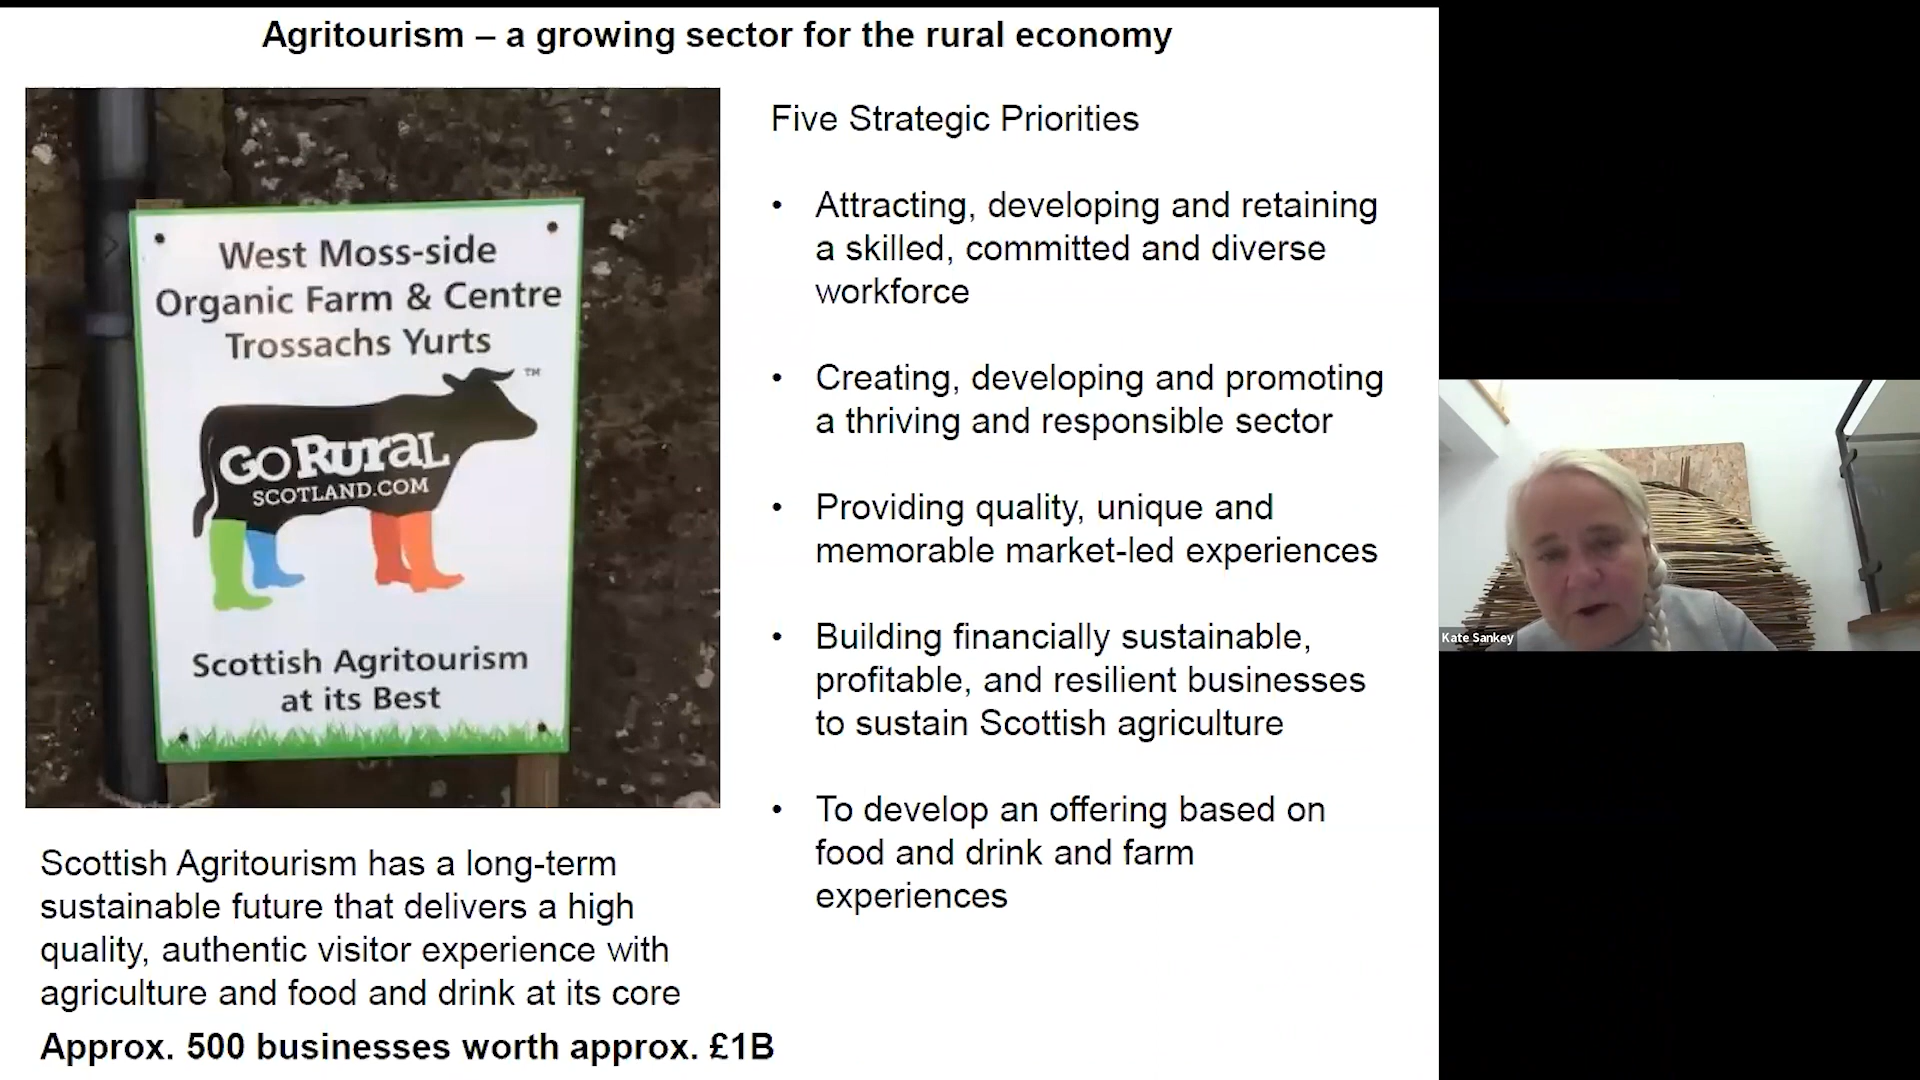 Agritourism – a growing sector for the rural economy
West Moss-side
Organic Farm & Centre
Trossachs Yurts
TM
GO RURAL
SCOTLAND.COM
Scottish Agritourism
at its Best
Scottish Agritourism has a long-term
sustainable future that delivers a high
quality, authentic visitor experience with
agriculture and food and drink at its core
Approx. 500 businesses worth approx. £1B
Five Strategic Priorities
• Attracting, developing and retaining
a skilled, committed and diverse
workforce
• Creating, developing and promoting
a thriving and responsible sector
• Providing quality, unique and
memorable market-led experiences
• Building financially sustainable,
profitable, and resilient businesses
to sustain Scottish agriculture
• To develop an offering based on
food and drink and farm
experiences
Kate Sankey